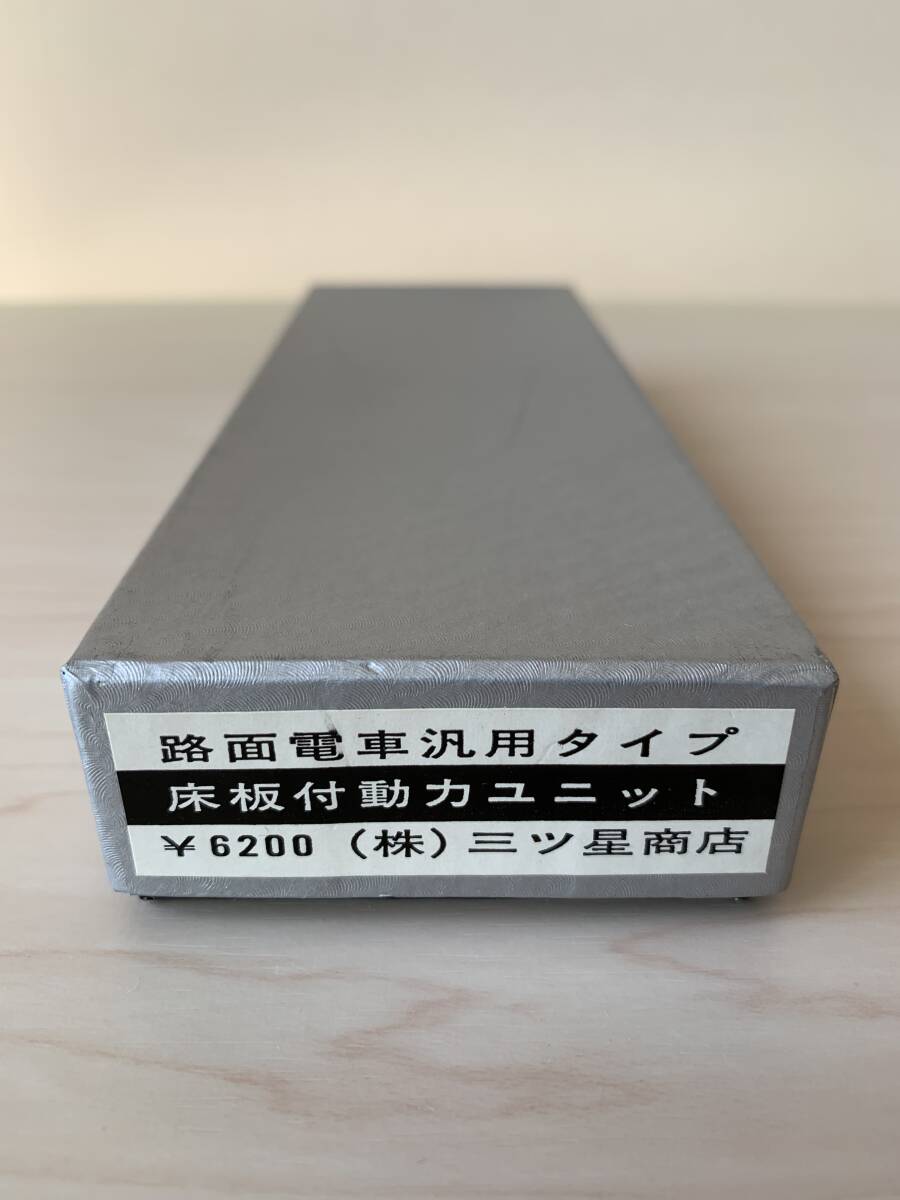 路面電車汎用タイプ
床板付動力ユニット
￥6200（株）三ツ星商店